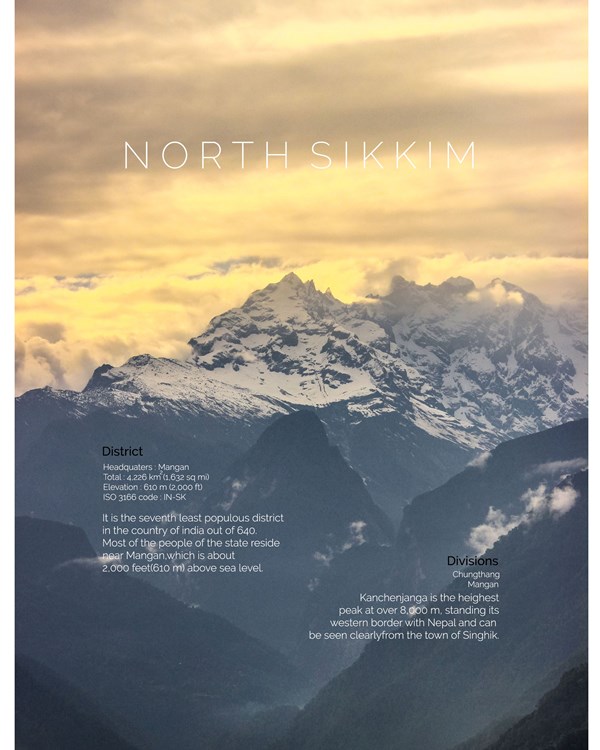 NORTH SIKKIM
District
Headquaters : Mangan
Total : 4,226 km² (1,632 sq mi)
Elevation : 610 m (2,000 ft)
ISO 3166 code : IN-SK
It is the seventh least populous district
in the country of india out of 640.
Most of the people of the state reside
near Mangan,which is about
2,000 feet(610 m) above sea level.
Divisions
Chungthang
Mangan
Kanchenjanga is the heighest
peak at over 8,000 m, standing its
western border with Nepal and can
be seen clearlyfrom the town of Singhik.